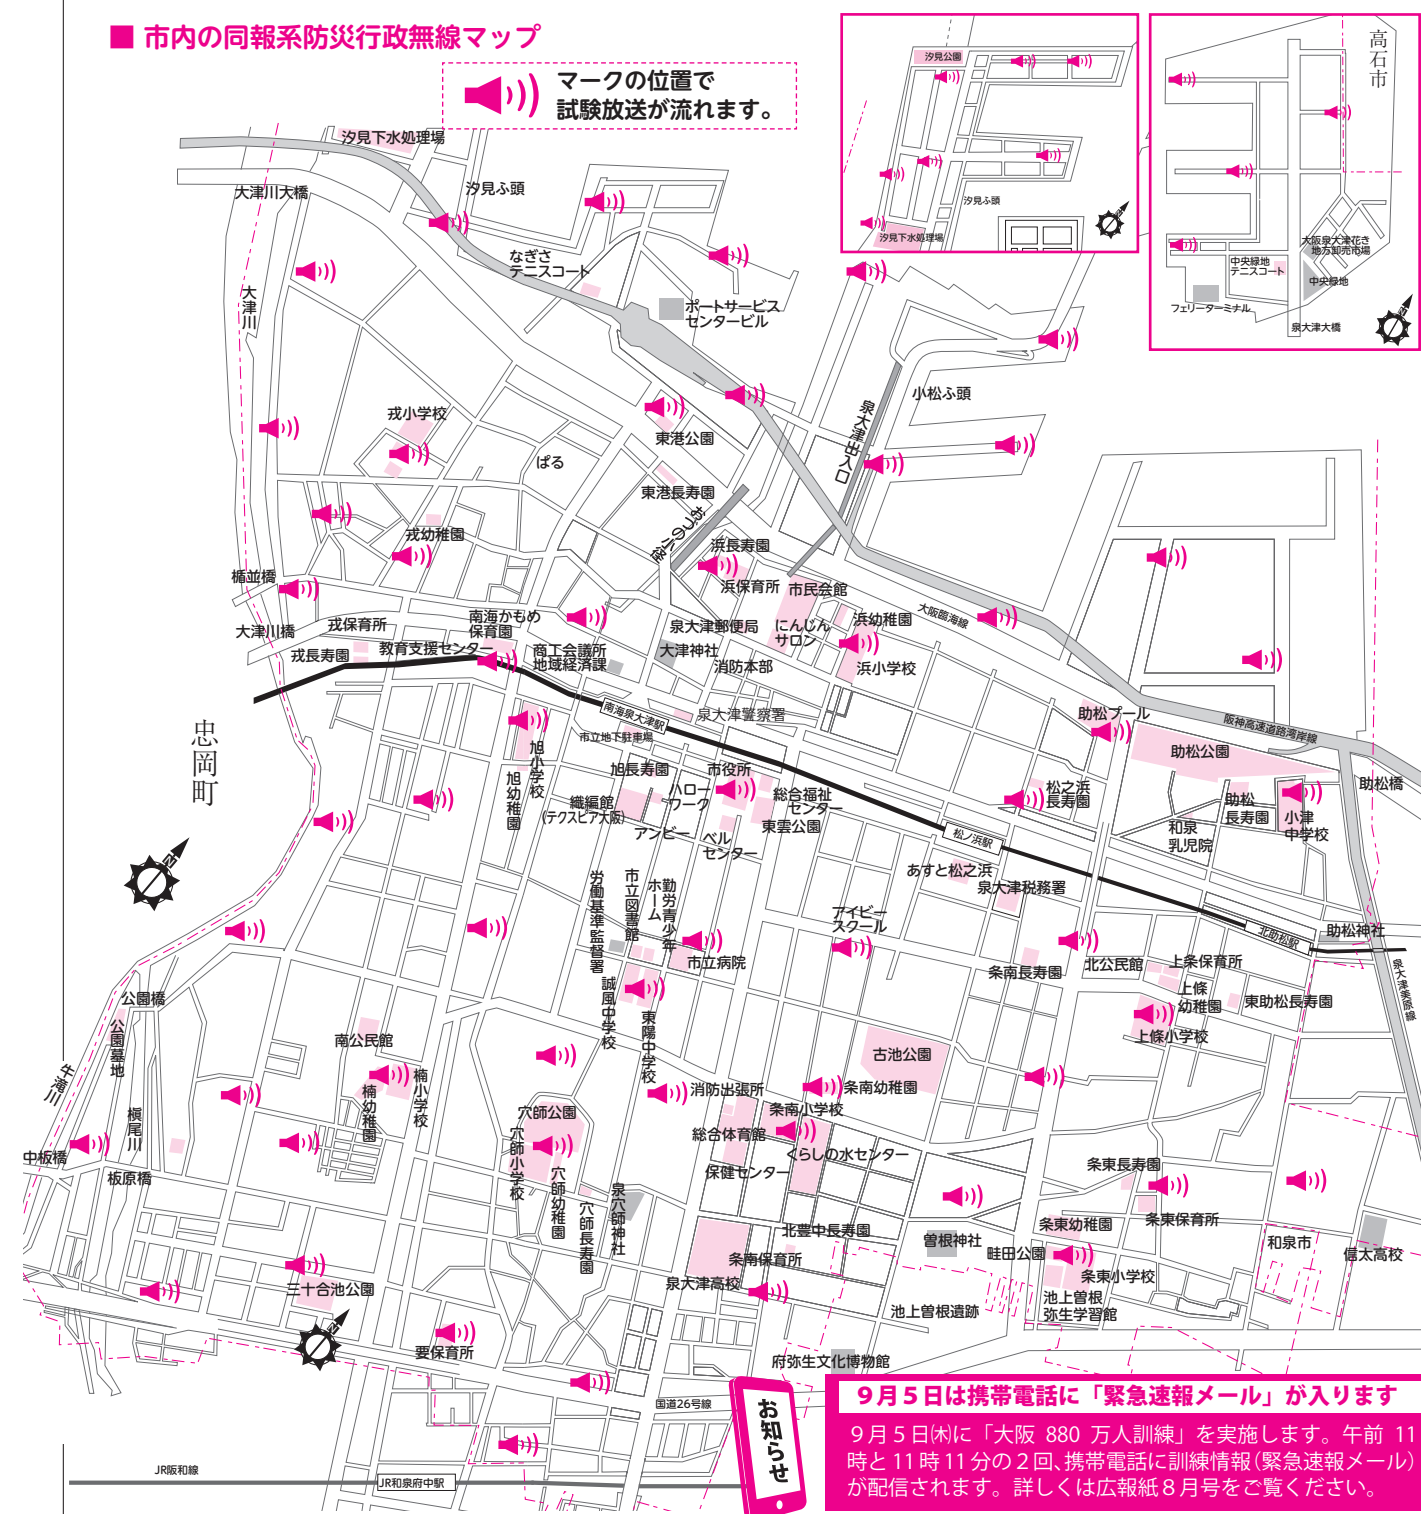 ■ 市内の同報系防災行政無線マップ
マークの位置で
試験放送が流れます。
汐見公園
汐見ふ頭
汐見下水処理場
高石市
大阪泉大津花き
地方卸売市場
中央緑地
テニスコート
中央緑地
フェリーターミナル
泉大津大橋
汐見下水処理場
大津川大橋
汐見ふ頭
なぎさ
テニスコート
大津川
ポートサービス
センタービル
小松ふ頭
泉大津出入口
戎小学校
東港公園
ぱる
東港長寿園
おづの小径
戎幼稚園
浜長寿園
浜保育所
市民会館
楯並橋
大津川橋
戎保育所
南海かもめ
保育園
泉大津郵便局
にんじん
サロン
浜幼稚園
大阪臨海線
戎長寿園
教育支援センター
商工会議所
地域経済課
大津神社
消防本部
浜小学校
忠岡町
南海泉大津駅
泉大津警察署
市立地下駐車場
助松プール
阪神高速道路湾岸線
助松公園
旭小学校
旭幼稚園
旭長寿園
市役所
ハロー
ワーク
総合福祉
センター
織編館
(テクスピア大阪)
アンビー
ベル
センター
東雲公園
松之浜
長寿園
助松
長寿園
助松橋
小津
中学校
和泉
乳児院
松ノ浜駅
あすと松之浜
泉大津税務署
労働基準監督署
市立図書館
勤労青少年
ホーム
アイビー
スクール
市立病院
北助松駅
助松神社
条南長寿園
北公民館
上条保育所
泉大津美原線
公園橋
公園墓地
誠風中学校
東陽中学校
上條
幼稚園
東助松長寿園
上條小学校
南公民館
牛滝川
楠小学校
楠幼稚園
古池公園
消防出張所
条南幼稚園
槇尾川
穴師公園
条南小学校
総合体育館
中板橋
板原橋
穴師小学校
穴師幼稚園
穴師長寿園
泉穴師神社
くらしの水センター
保健センター
条東長寿園
北豊中長寿園
曽根神社
条東幼稚園
条東保育所
畦田公園
和泉市
信太高校
条南保育所
泉大津高校
三十合池公園
条東小学校
池上曽根
弥生学習館
池上曽根遺跡
要保育所
府弥生文化博物館
国道26号線
JR阪和線
JR和泉府中駅
お知らせ
９月５日は携帯電話に「緊急速報メール」が入ります
９月５日㈭に「大阪 880 万人訓練」を実施します。午前 11
時と11時11分の２回、携帯電話に訓練情報（緊急速報メール）
が配信されます。詳しくは広報紙８月号をご覧ください。